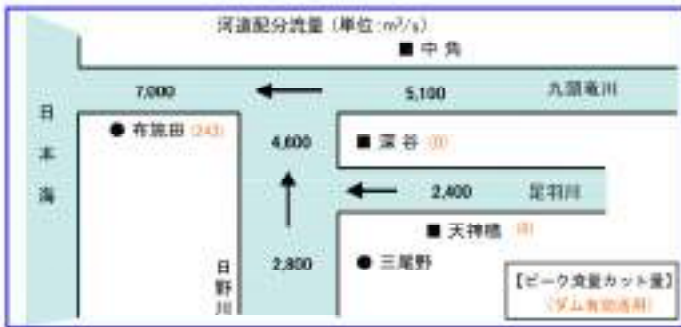 河道配分流量 (単位:m³/s)
■ 中角
7,000
5,100
九頭竜川
日本海
● 布施田 (243)
4,600
■ 深谷 (0)
2,400
足羽川
■ 天神橋 (0)
日野川
2,800
● 三尾野
【ピーク流量カット量】
(ダム有効活用)